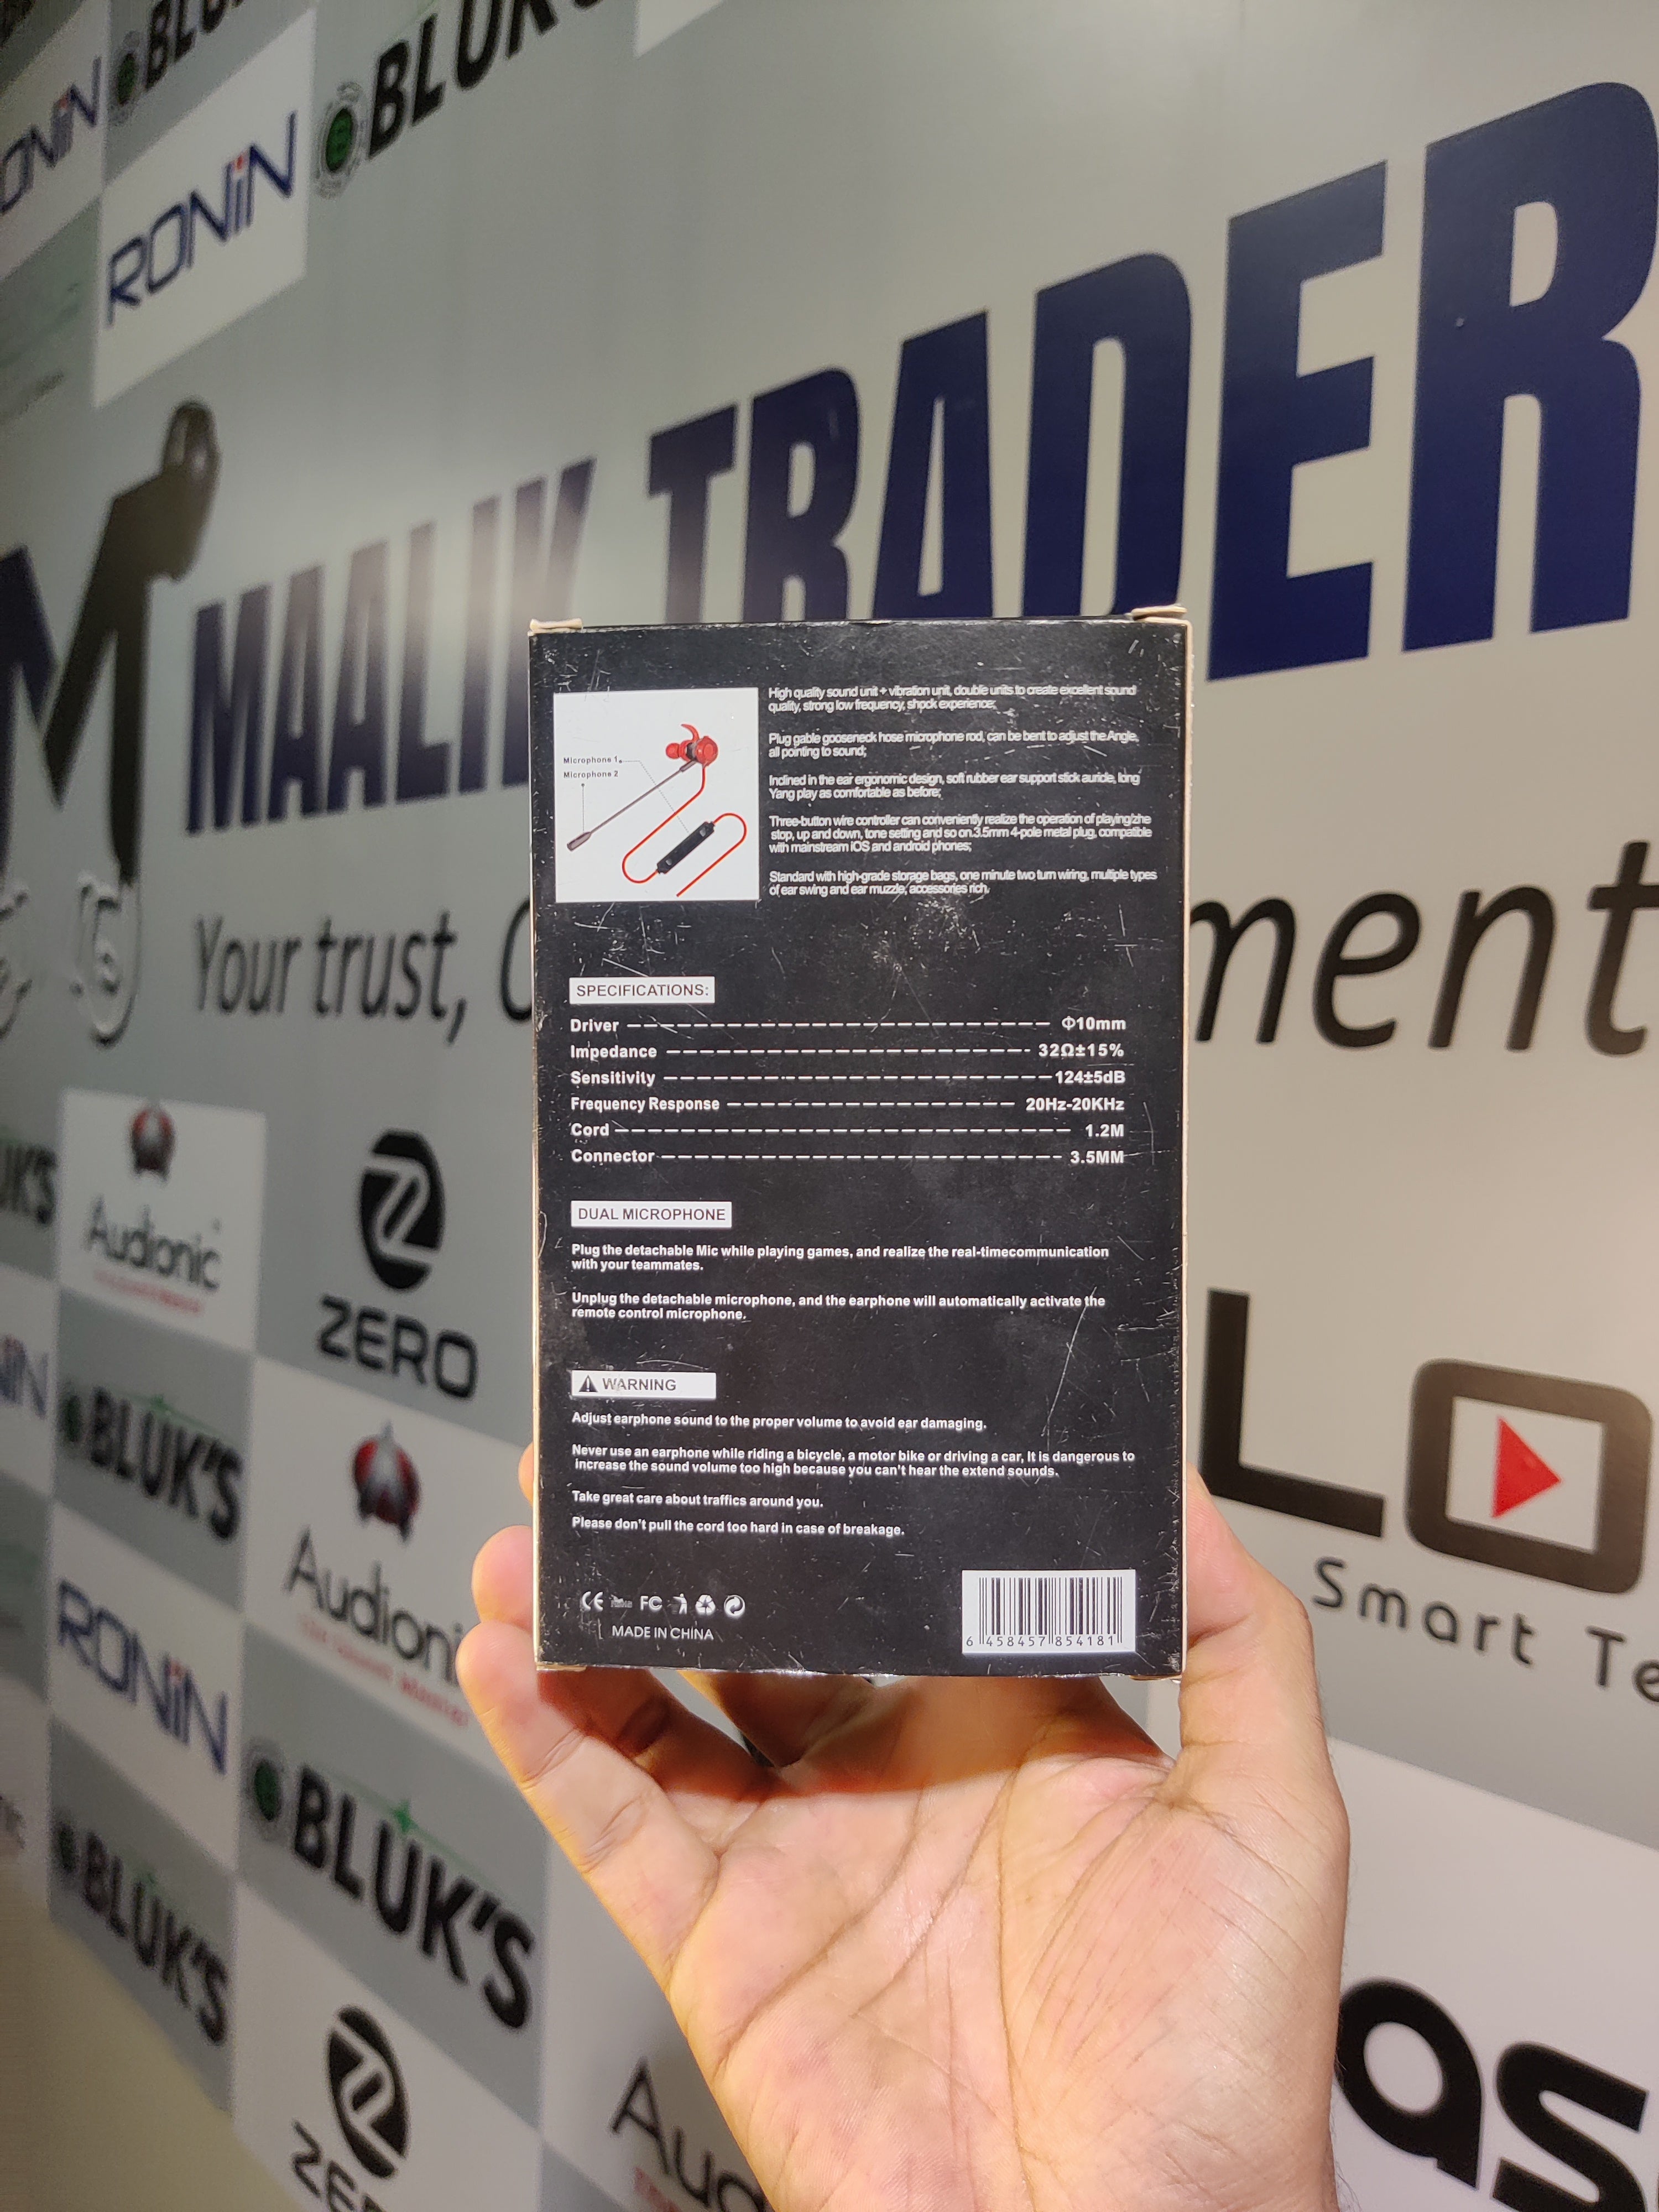 RONiN
BLUK'S
RONiN
MAALIK TRADER
Your trust,
ment
Audionic
ZERO
BLUK'S
Audionic
RONiN
BLUK'S
BLUK'S
LO
Smart Te
as
Microphone 1
Microphone 2
High quality sound unit + vibration unit, double units to create excellent sound
quality, strong low frequency, shock experience;
Plug gable gooseneck hose microphone rod, can be bent to adjust the Angle,
all pointing to sound;
Inclined in the ear ergonomic design, soft rubber ear support stick auricle, long
Yang play as comfortable as before;
Three-button wire controller can conveniently realize the operation of playing/zhe
stop, up and down, tone setting and so on.3.5mm 4-pole metal plug, compatible
with mainstream iOS and android phones;
Standard with high-grade storage bags, one minute two turn wiring, multiple types
of ear swing and ear muzzle, accessories rich.
SPECIFICATIONS:
Driver Φ10mm
Impedance 32Ω±15%
Sensitivity 124±5dB
Frequency Response 20Hz-20KHz
Cord 1.2M
Connector 3.5MM
DUAL MICROPHONE
Plug the detachable Mic while playing games, and realize the real-timecommunication
with your teammates.
Unplug the detachable microphone, and the earphone will automatically activate the
remote control microphone.
WARNING
Adjust earphone sound to the proper volume to avoid ear damaging.
Never use an earphone while riding a bicycle, a motor bike or driving a car, It is dangerous to
increase the sound volume too high because you can't hear the extend sounds.
Take great care about traffics around you.
Please don't pull the cord too hard in case of breakage.
CE FC
MADE IN CHINA
6 458457 854181